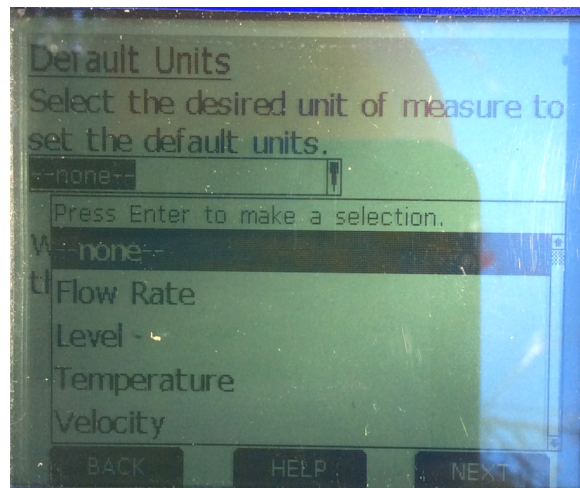 Default Units
Select the desired unit of measure to
set the default units.
--none--
Press Enter to make a selection.
--none--
Flow Rate
Level
Temperature
Velocity
BACK HELP NEXT